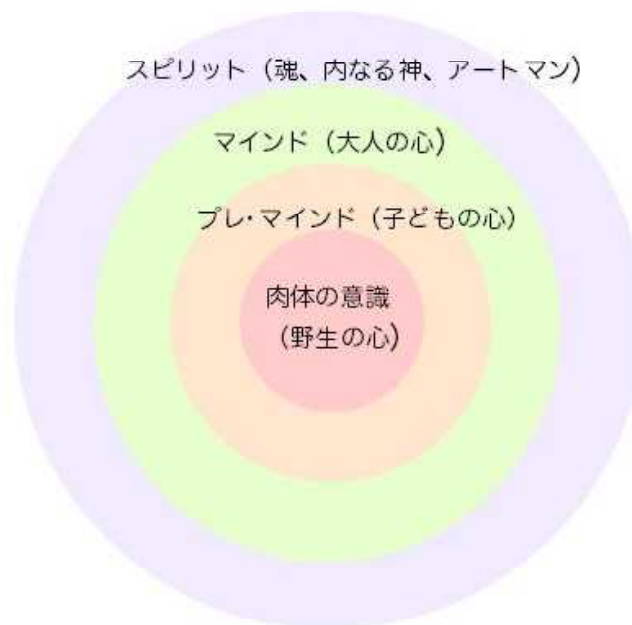 スピリット（魂、内なる神、アートマン）
マインド（大人の心）
プレ・マインド（子どもの心）
肉体の意識
（野生の心）